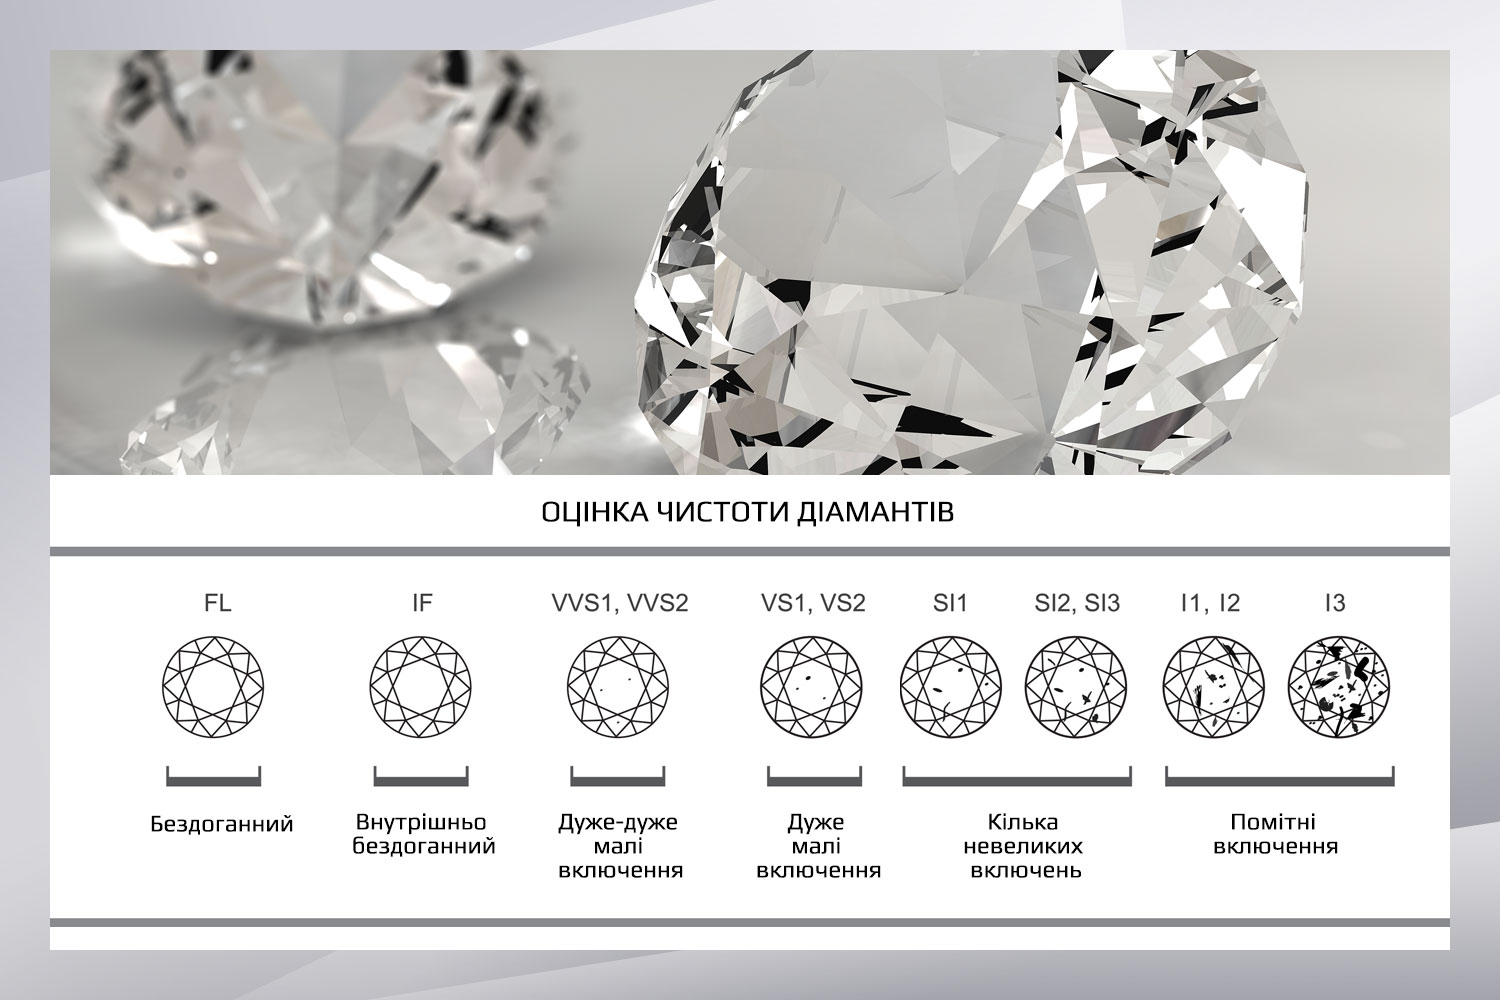 ОЦІНКА ЧИСТОТИ ДІАМАНТІВ
FL
IF
VVS1, VVS2
VS1, VS2
SI1
SI2, SI3
I1, I2
I3
Бездоганний
Внутрішньо
бездоганний
Дуже-дуже
малі
включення
Дуже
малі
включення
Кілька
невеликих
включень
Помітні
включення